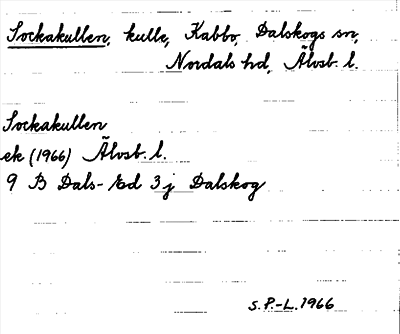 Sockakullen, kulle, Kabbo, Dalskogs sn,
Nordals hd, Älvsb. l.
Sockakullen
ek (1966) Älvsb. l.
9 B Dals-Ed 3 j Dalskog
S.P.-L. 1966